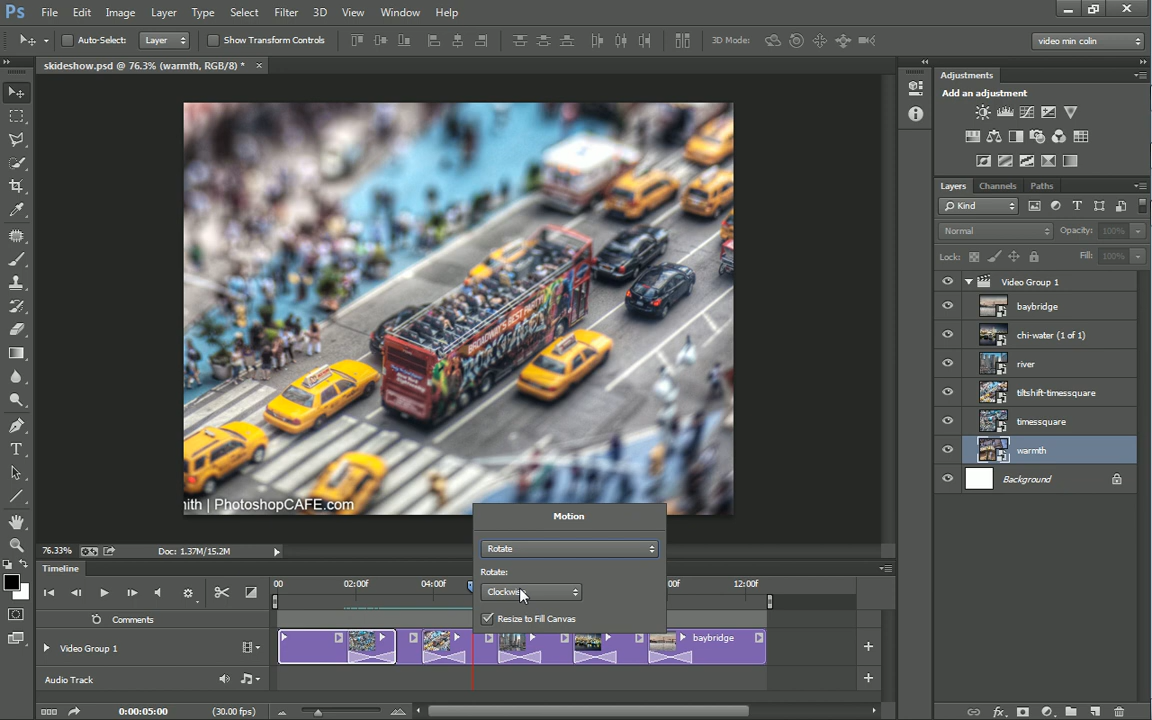 Ps File Edit Image Layer Type Select Filter 3D View Window Help
Auto-Select: Layer Show Transform Controls 3D Mode: video min colin
skideshow.psd @ 76.3% (warmth, RGB/8) * ×
Adjustments
Add an adjustment
Layers Channels Paths
Kind
Normal Opacity: 100%
Lock: Fill: 100%
Video Group 1
baybridge
chi-water (1 of 1)
river
tiltshift-timessquare
timessquare
warmth
Background
BROADWAY'S BEST PARTY
ith | PhotoshopCAFE.com
Motion
Rotate
Rotate:
Clockwise
Resize to Fill Canvas
76.33% Doc: 1.37M/15.2M
Timeline
00 02:00f 04:00f 00f 12:00f
Comments
Video Group 1 baybridge
Audio Track
0:00:05:00 (30.00 fps)